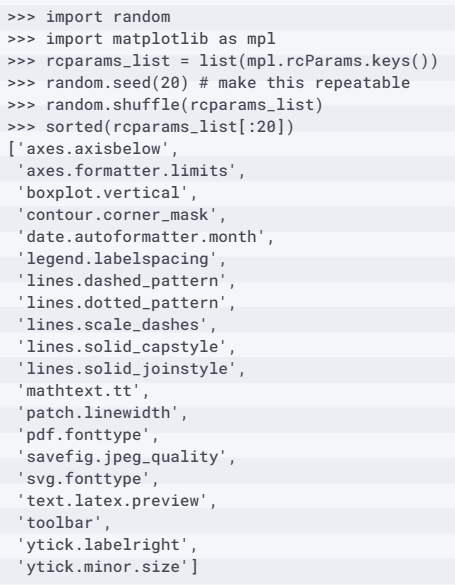 >>> import random
>>> import matplotlib as mpl
>>> rcparams_list = list(mpl.rcParams.keys())
>>> random.seed(20) # make this repeatable
>>> random.shuffle(rcparams_list)
>>> sorted(rcparams_list[:20])
['axes.axisbelow',
 'axes.formatter.limits',
 'boxplot.vertical',
 'contour.corner_mask',
 'date.autoformatter.month',
 'legend.labelspacing',
 'lines.dashed_pattern',
 'lines.dotted_pattern',
 'lines.scale_dashes',
 'lines.solid_capstyle',
 'lines.solid_joinstyle',
 'mathtext.tt',
 'patch.linewidth',
 'pdf.fonttype',
 'savefig.jpeg_quality',
 'svg.fonttype',
 'text.latex.preview',
 'toolbar',
 'ytick.labelright',
 'ytick.minor.size']